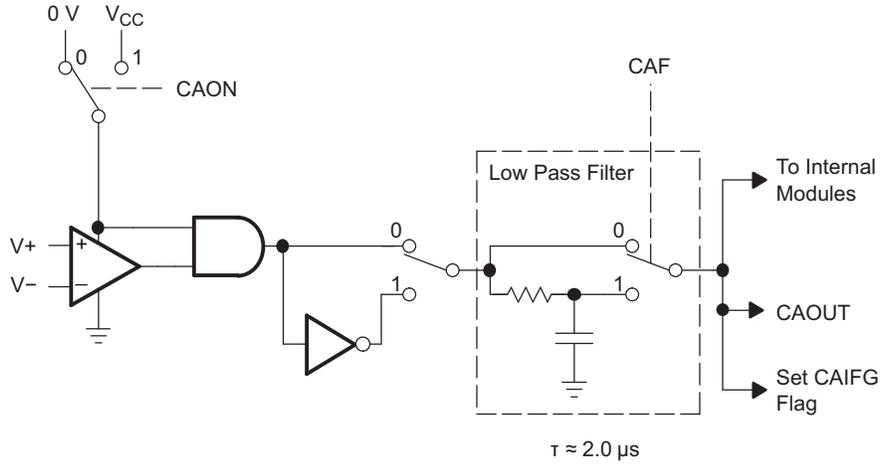 0 V
V_CC
0
1
CAON
CAF
Low Pass Filter
To Internal
Modules
V+
+
V−
−
0
1
0
1
CAOUT
Set CAIFG
Flag
τ ≈ 2.0 μs